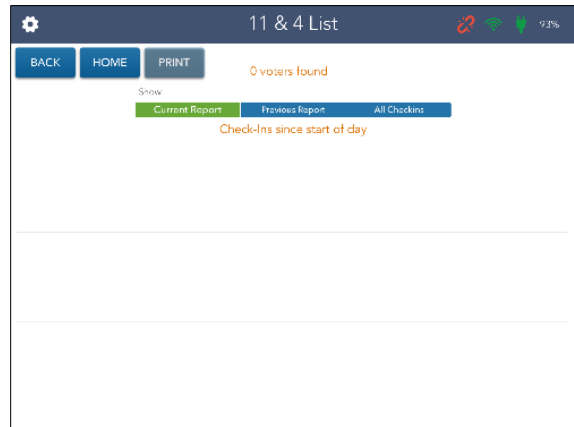 11 & 4 List 93%
BACK HOME PRINT
0 voters found
Show
Current Report Previous Report All Checkins
Check-Ins since start of day